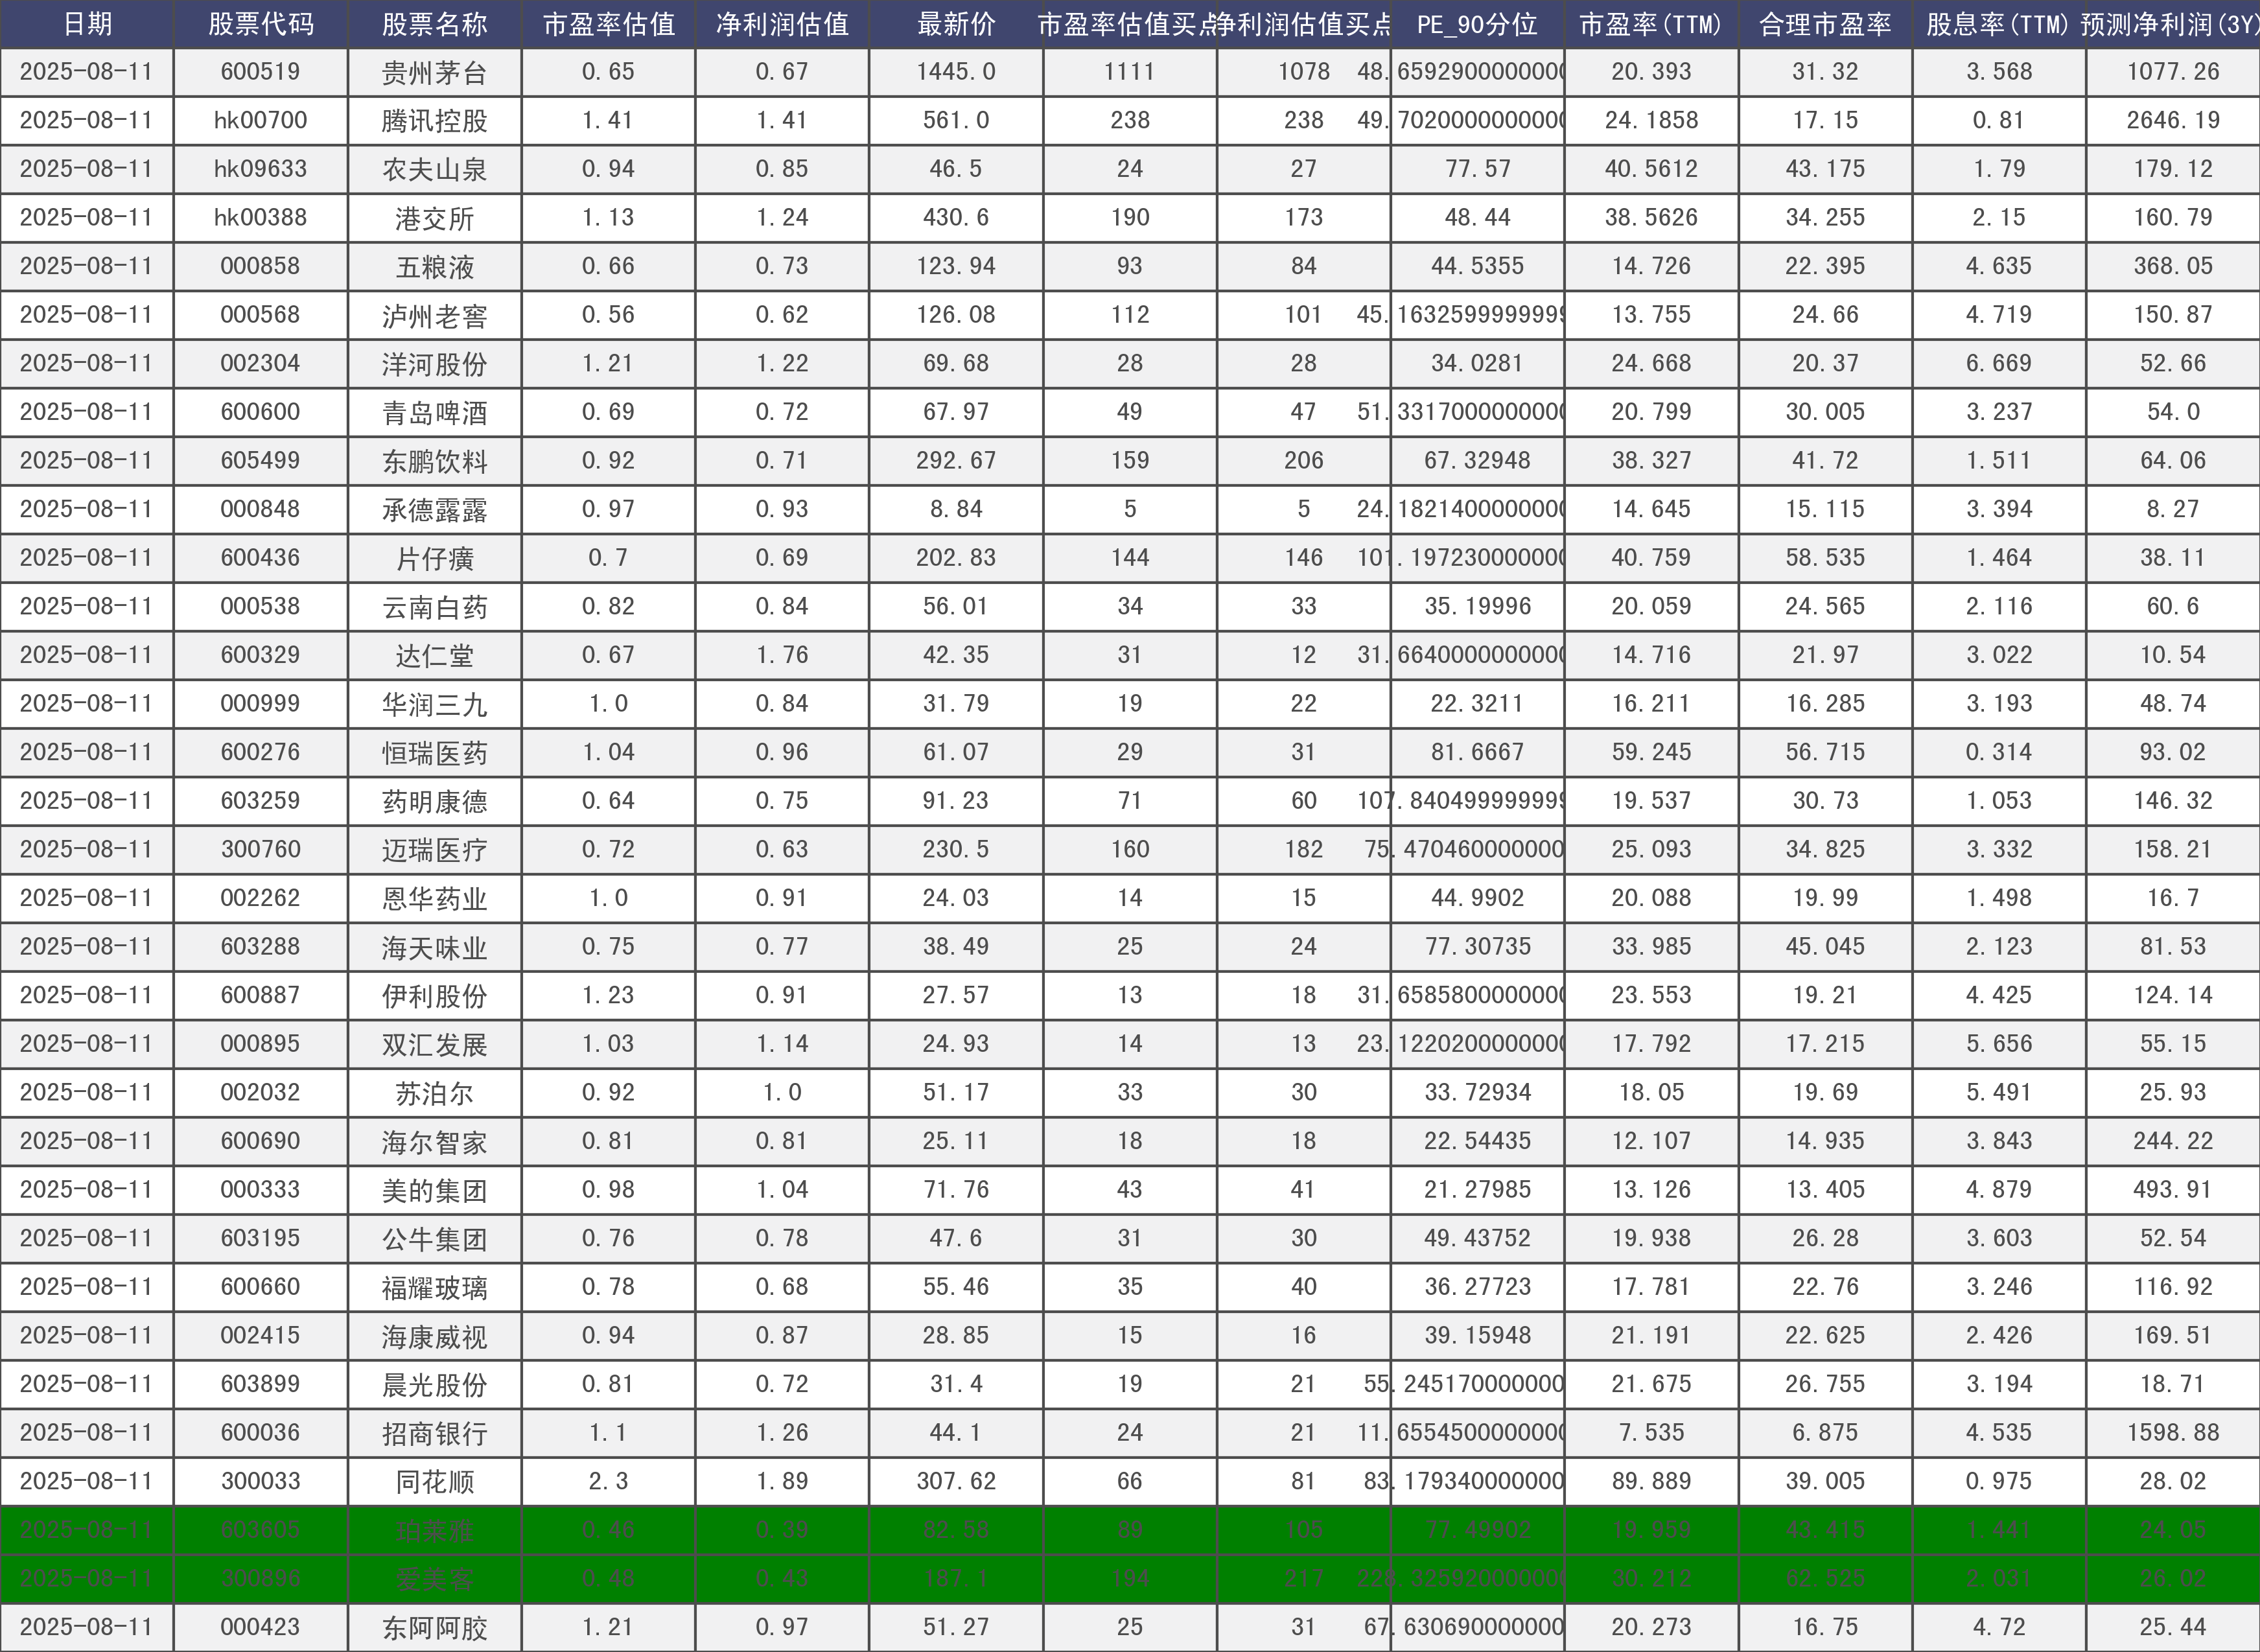 日期 股票代码 股票名称 市盈率估值 净利润估值 最新价 市盈率估值买点 净利润估值买点 PE_90分位 市盈率(TTM) 合理市盈率 股息率(TTM) 预测净利润(3Y)
2025-08-11 600519 贵州茅台 0.65 0.67 1445.0 1111 1078 48.6592900000000 20.393 31.32 3.568 1077.26
2025-08-11 hk00700 腾讯控股 1.41 1.41 561.0 238 238 49.7020000000000 24.1858 17.15 0.81 2646.19
2025-08-11 hk09633 农夫山泉 0.94 0.85 46.5 24 27 77.57 40.5612 43.175 1.79 179.12
2025-08-11 hk00388 港交所 1.13 1.24 430.6 190 173 48.44 38.5626 34.255 2.15 160.79
2025-08-11 000858 五粮液 0.66 0.73 123.94 93 84 44.5355 14.726 22.395 4.635 368.05
2025-08-11 000568 泸州老窖 0.56 0.62 126.08 112 101 45.1632599999999 13.755 24.66 4.719 150.87
2025-08-11 002304 洋河股份 1.21 1.22 69.68 28 28 34.0281 24.668 20.37 6.669 52.66
2025-08-11 600600 青岛啤酒 0.69 0.72 67.97 49 47 51.3317000000000 20.799 30.005 3.237 54.0
2025-08-11 605499 东鹏饮料 0.92 0.71 292.67 159 206 67.32948 38.327 41.72 1.511 64.06
2025-08-11 000848 承德露露 0.97 0.93 8.84 5 5 24.1821400000000 14.645 15.115 3.394 8.27
2025-08-11 600436 片仔癀 0.7 0.69 202.83 144 146 101.197230000000 40.759 58.535 1.464 38.11
2025-08-11 000538 云南白药 0.82 0.84 56.01 34 33 35.19996 20.059 24.565 2.116 60.6
2025-08-11 600329 达仁堂 0.67 1.76 42.35 31 12 31.6640000000000 14.716 21.97 3.022 10.54
2025-08-11 000999 华润三九 1.0 0.84 31.79 19 22 22.3211 16.211 16.285 3.193 48.74
2025-08-11 600276 恒瑞医药 1.04 0.96 61.07 29 31 81.6667 59.245 56.715 0.314 93.02
2025-08-11 603259 药明康德 0.64 0.75 91.23 71 60 107.840499999999 19.537 30.73 1.053 146.32
2025-08-11 300760 迈瑞医疗 0.72 0.63 230.5 160 182 75.470460000000 25.093 34.825 3.332 158.21
2025-08-11 002262 恩华药业 1.0 0.91 24.03 14 15 44.9902 20.088 19.99 1.498 16.7
2025-08-11 603288 海天味业 0.75 0.77 38.49 25 24 77.30735 33.985 45.045 2.123 81.53
2025-08-11 600887 伊利股份 1.23 0.91 27.57 13 18 31.6585800000000 23.553 19.21 4.425 124.14
2025-08-11 000895 双汇发展 1.03 1.14 24.93 14 13 23.1220200000000 17.792 17.215 5.656 55.15
2025-08-11 002032 苏泊尔 0.92 1.0 51.17 33 30 33.72934 18.05 19.69 5.491 25.93
2025-08-11 600690 海尔智家 0.81 0.81 25.11 18 18 22.54435 12.107 14.935 3.843 244.22
2025-08-11 000333 美的集团 0.98 1.04 71.76 43 41 21.27985 13.126 13.405 4.879 493.91
2025-08-11 603195 公牛集团 0.76 0.78 47.6 31 30 49.43752 19.938 26.28 3.603 52.54
2025-08-11 600660 福耀玻璃 0.78 0.68 55.46 35 40 36.27723 17.781 22.76 3.246 116.92
2025-08-11 002415 海康威视 0.94 0.87 28.85 15 16 39.15948 21.191 22.625 2.426 169.51
2025-08-11 603899 晨光股份 0.81 0.72 31.4 19 21 55.245170000000 21.675 26.755 3.194 18.71
2025-08-11 600036 招商银行 1.1 1.26 44.1 24 21 11.6554500000000 7.535 6.875 4.535 1598.88
2025-08-11 300033 同花顺 2.3 1.89 307.62 66 81 83.179340000000 89.889 39.005 0.975 28.02
2025-08-11 603605 珀莱雅 0.46 0.39 82.58 89 105 77.49902 19.959 43.415 1.441 24.05
2025-08-11 300896 爱美客 0.48 0.43 187.1 194 217 228.325920000000 30.212 62.525 2.031 26.02
2025-08-11 000423 东阿阿胶 1.21 0.97 51.27 25 31 67.630690000000 20.273 16.75 4.72 25.44